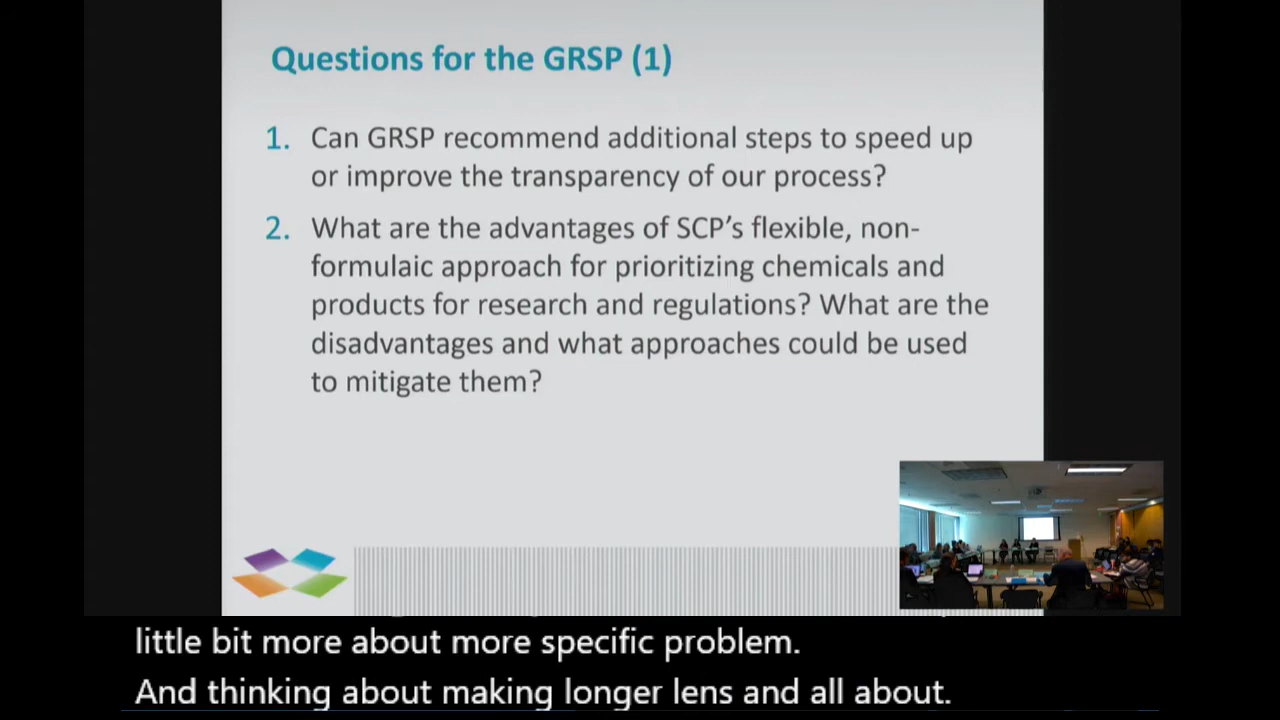 Questions for the GRSP (1)
1. Can GRSP recommend additional steps to speed up
or improve the transparency of our process?
2. What are the advantages of SCP's flexible, non-
formulaic approach for prioritizing chemicals and
products for research and regulations? What are the
disadvantages and what approaches could be used
to mitigate them?
little bit more about more specific problem.
And thinking about making longer lens and all about.